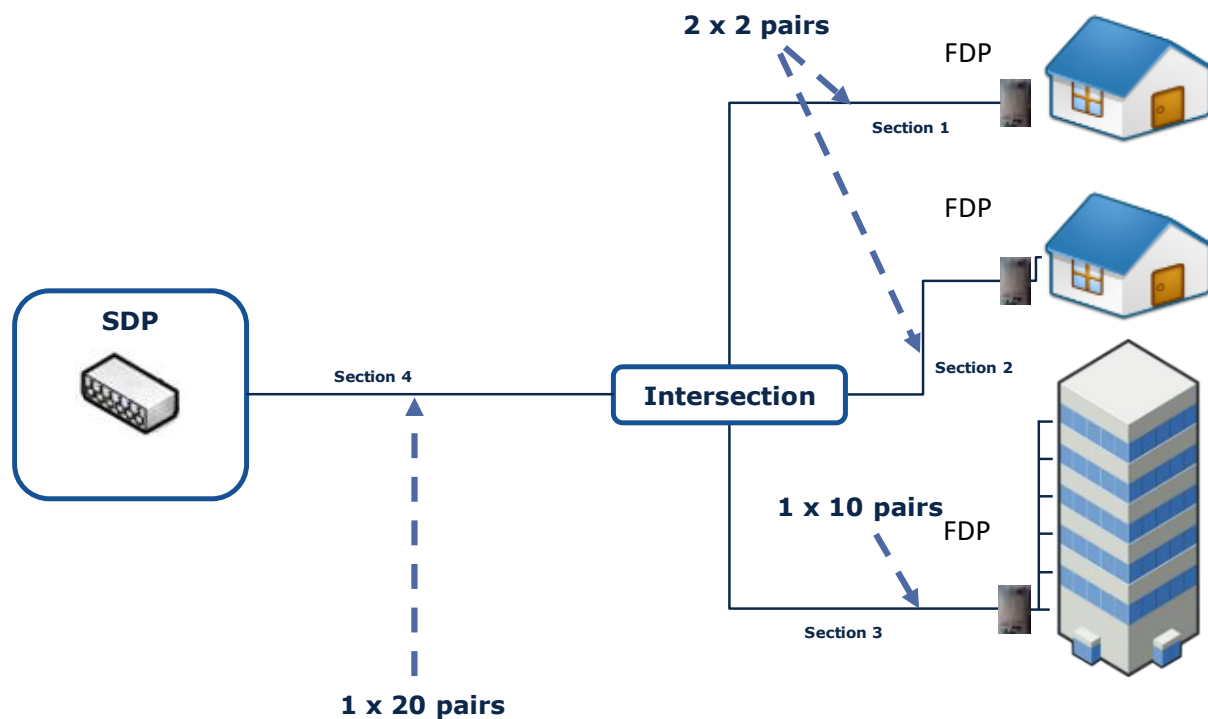 2 x 2 pairs
FDP
Section 1
FDP
SDP
Section 4
Section 2
Intersection
1 x 10 pairs
FDP
Section 3
1 x 20 pairs